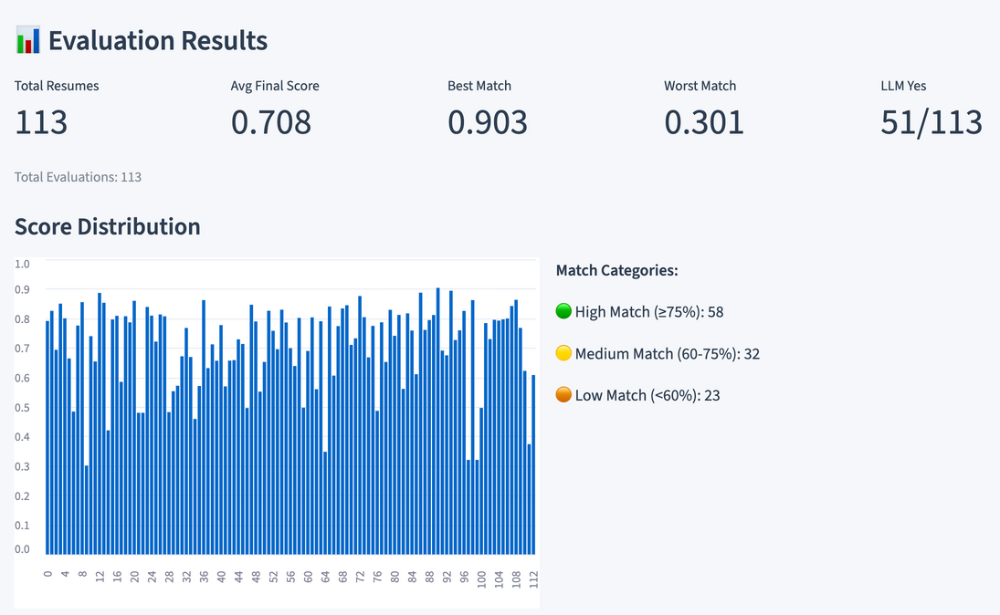 Evaluation Results
Total Resumes
113
Avg Final Score
0.708
Best Match
0.903
Worst Match
0.301
LLM Yes
51/113
Total Evaluations: 113
Score Distribution
1.0
0.9
0.8
0.7
0.6
0.5
0.4
0.3
0.2
0.1
0.0
0 4 8 12 16 20 24 28 32 36 40 44 48 52 56 60 64 68 72 76 80 84 88 92 96 100 104 108 112
Match Categories:
High Match (≥75%): 58
Medium Match (60-75%): 32
Low Match (<60%): 23